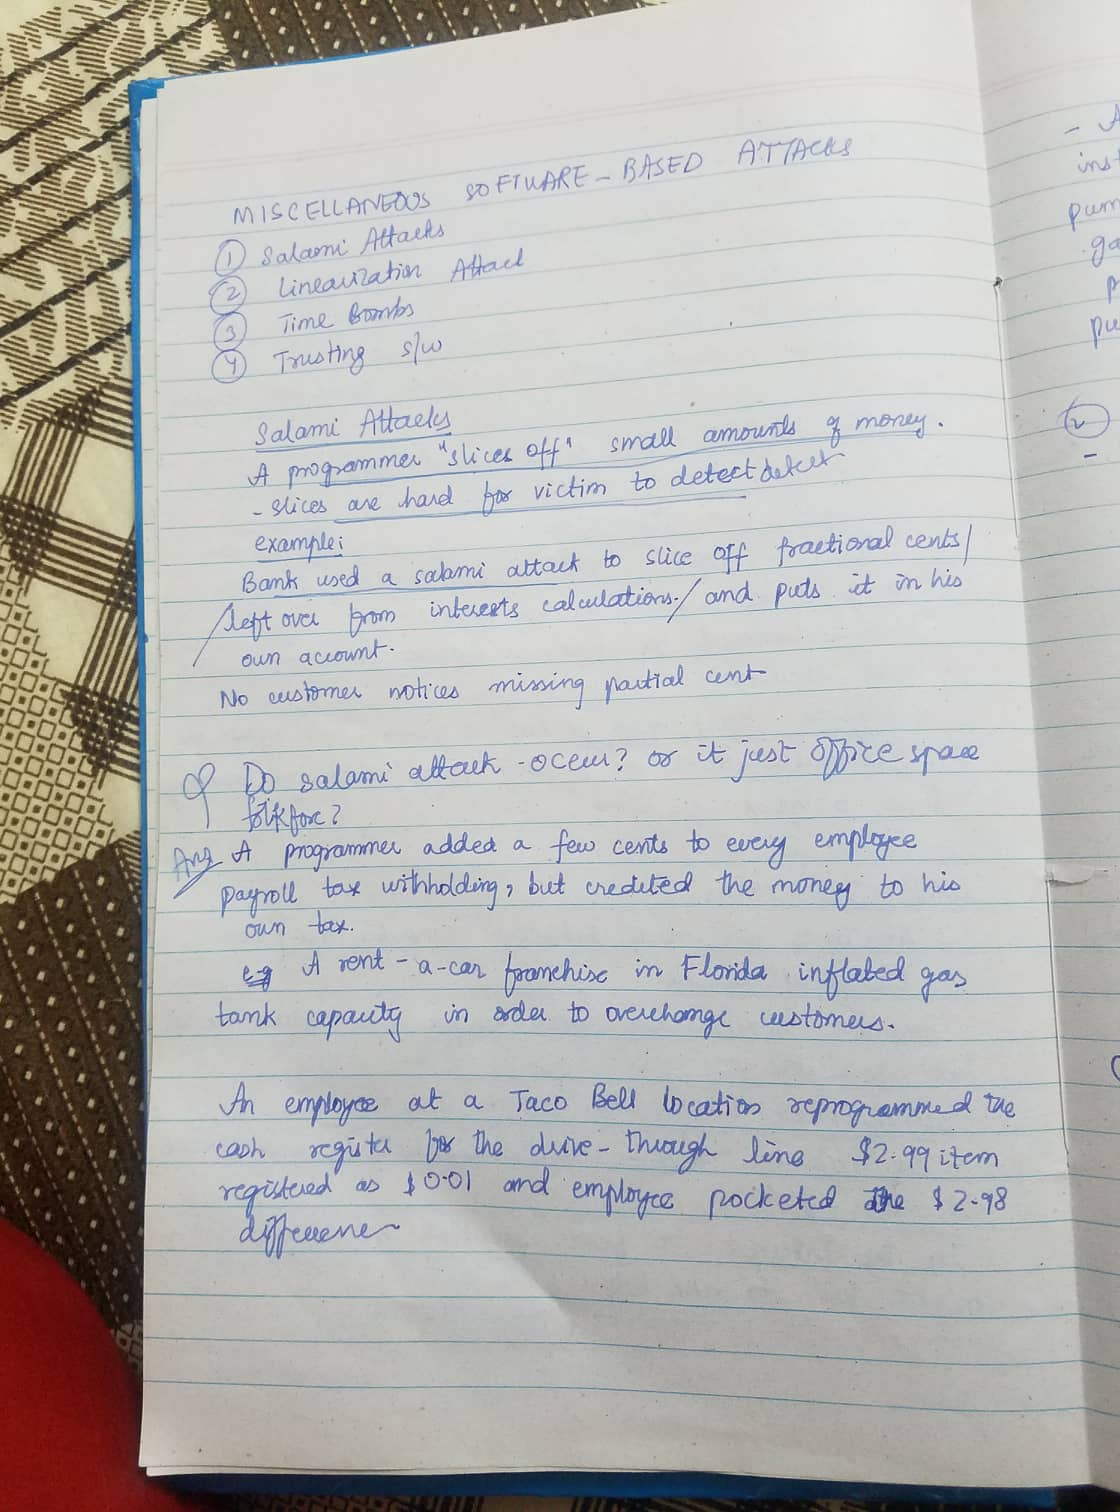 MISCELLANEOUS SOFTWARE-BASED ATTACKS
① Salami Attacks
② Linearization Attack
③ Time Bombs
④ Trusting s/w
Salami Attacks
A programmer "slices off" small amounts of money.
- slices are hard for victim to detect detect
example:
Bank used a salami attack to slice off fractional cents/
/left over from interests calculations./ and puts it in his
own account.
No customer notices missing partial cent
Q Do salami attack -occur? or it just office space
Ans A programmer added a few cents to every employee
payroll tax withholding, but credited the money to his
own tax.
eg A rent-a-car franchise in Florida inflated gas
tank capacity in order to overcharge customers.
An employee at a Taco Bell location reprogrammed the
cash register for the drive-through line $2.99 item
registered as $0.01 and employee pocketed the $2.98
difference
- A
inst
pum
ga
p
pu
②
-